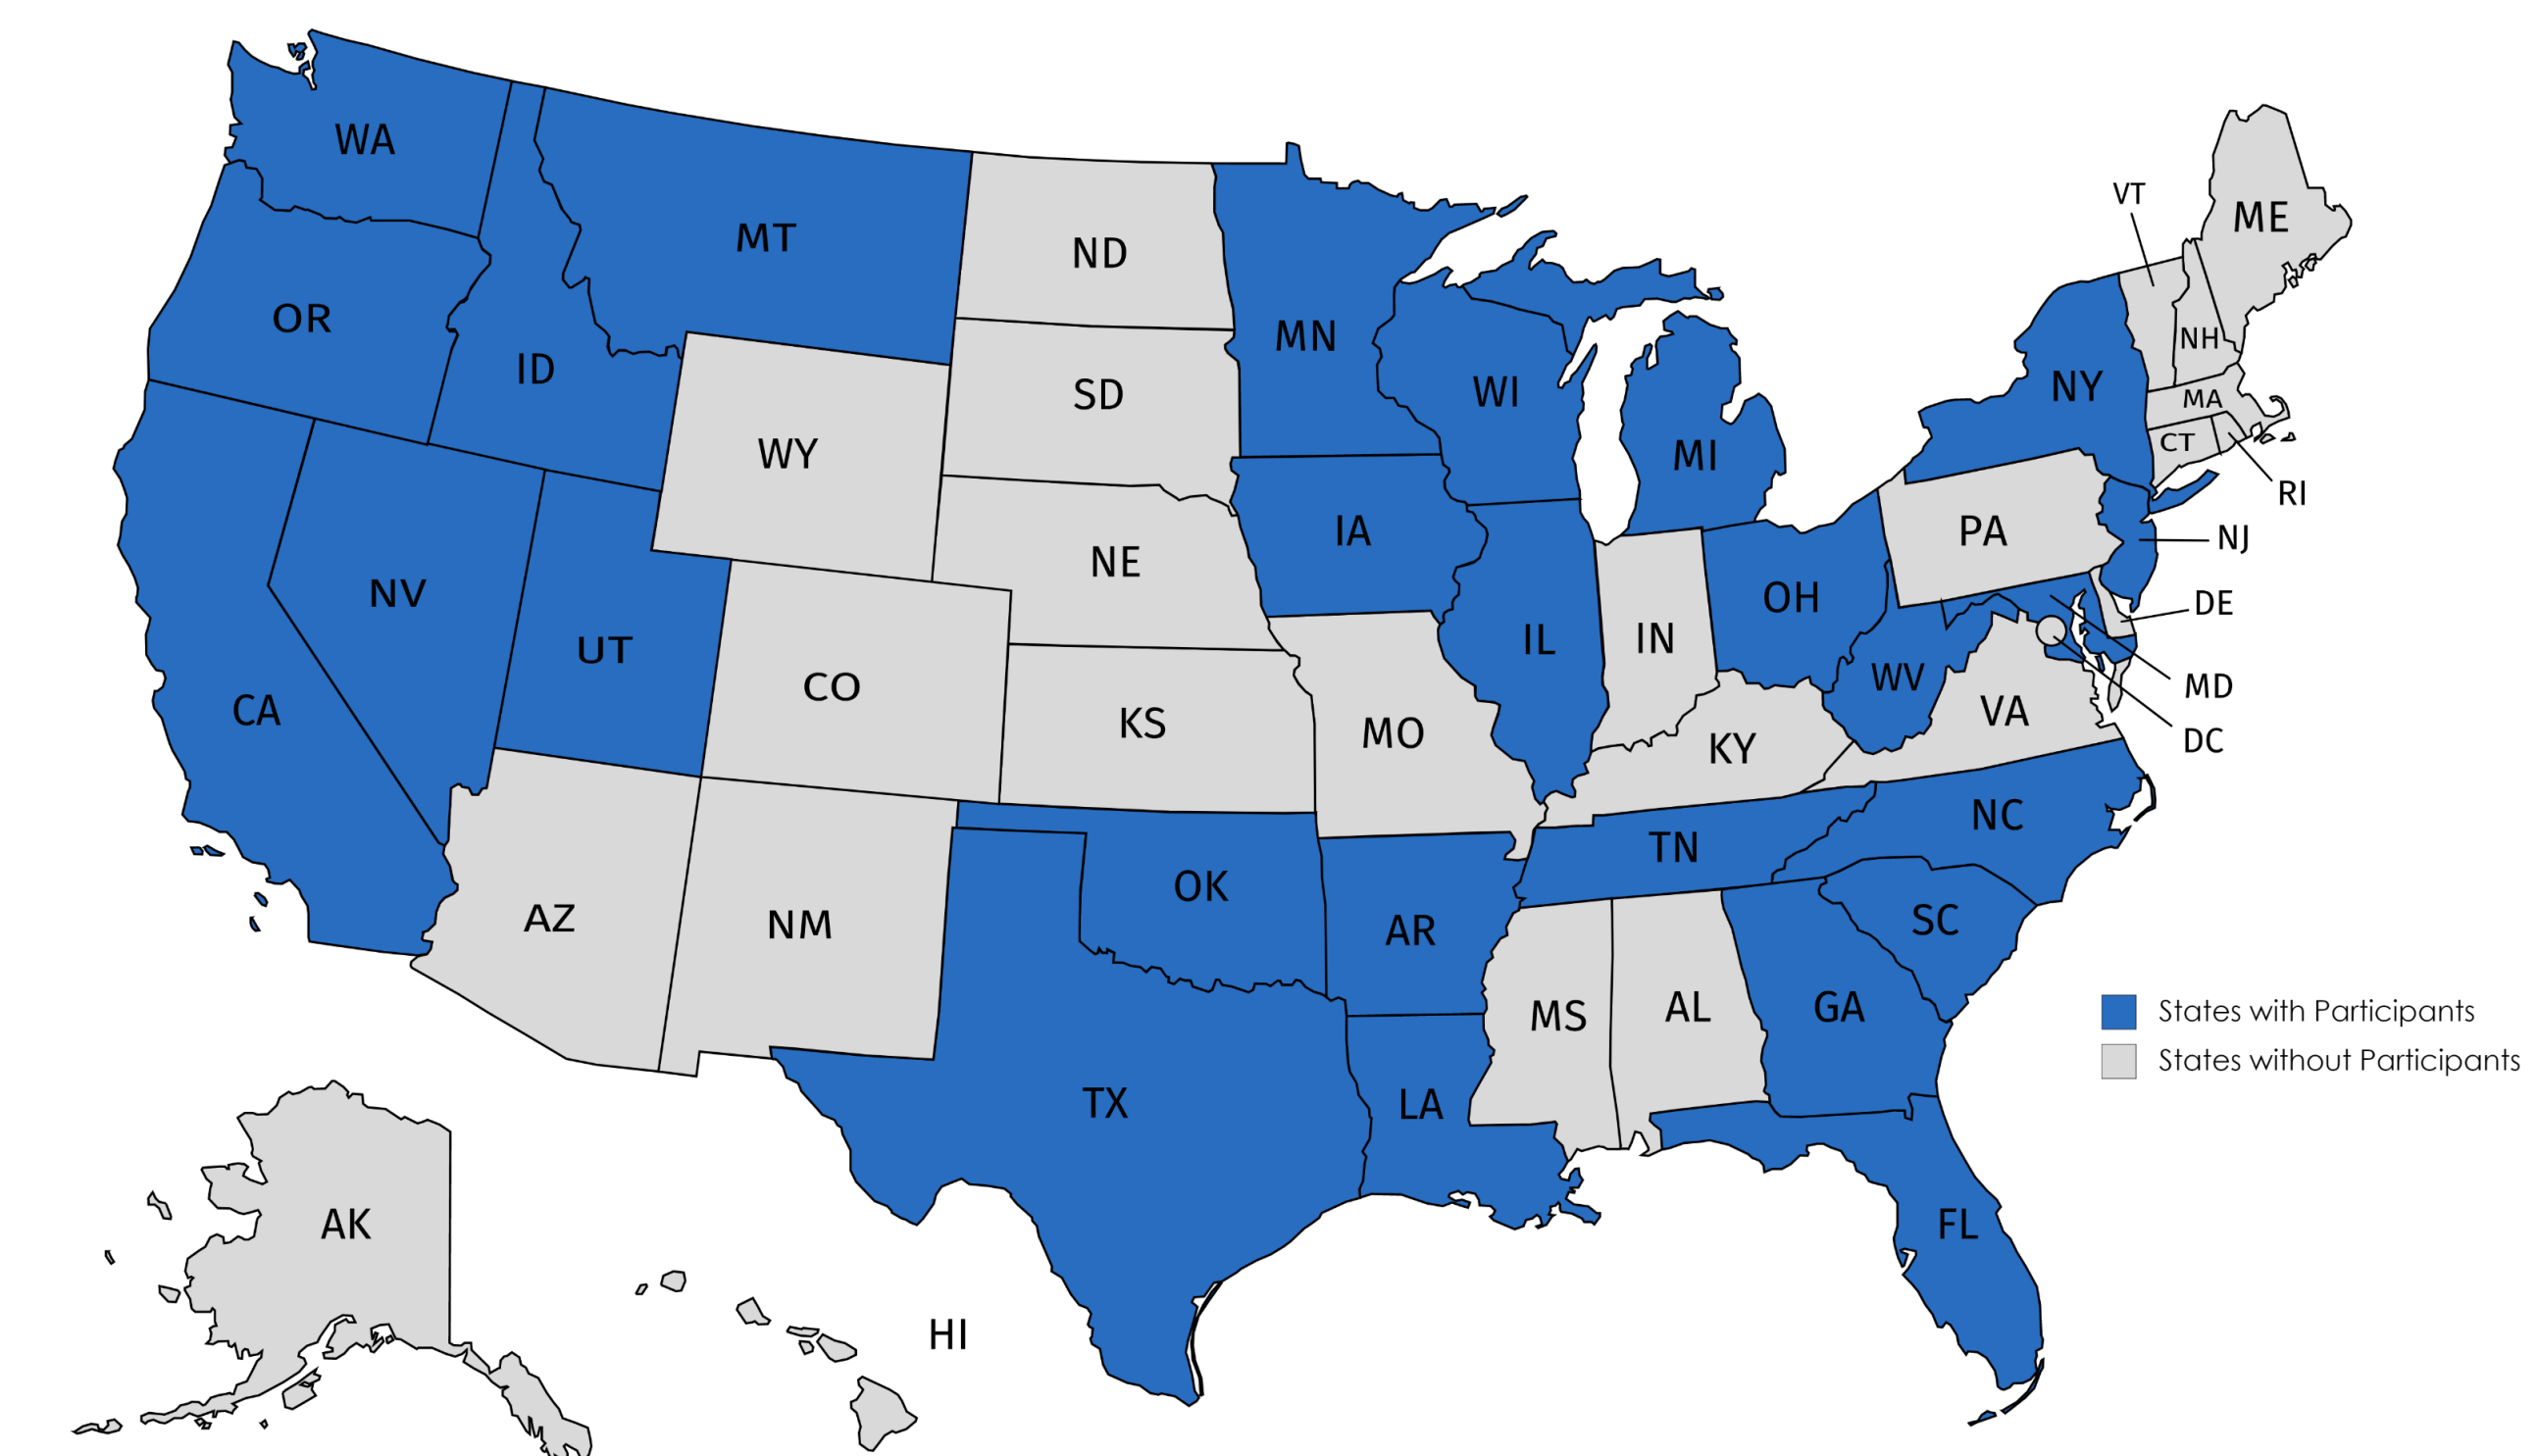 WA
OR
ID
MT
ND
MN
SD
WY
WI
MI
VT
ME
NH
NY
MA
CT
RI
PA
NJ
DE
MD
DC
IA
NE
NV
UT
CA
CO
KS
MO
IL
IN
OH
WV
VA
KY
NC
TN
SC
OK
AR
AZ
NM
MS
AL
GA
TX
LA
FL
AK
HI
States with Participants
States without Participants